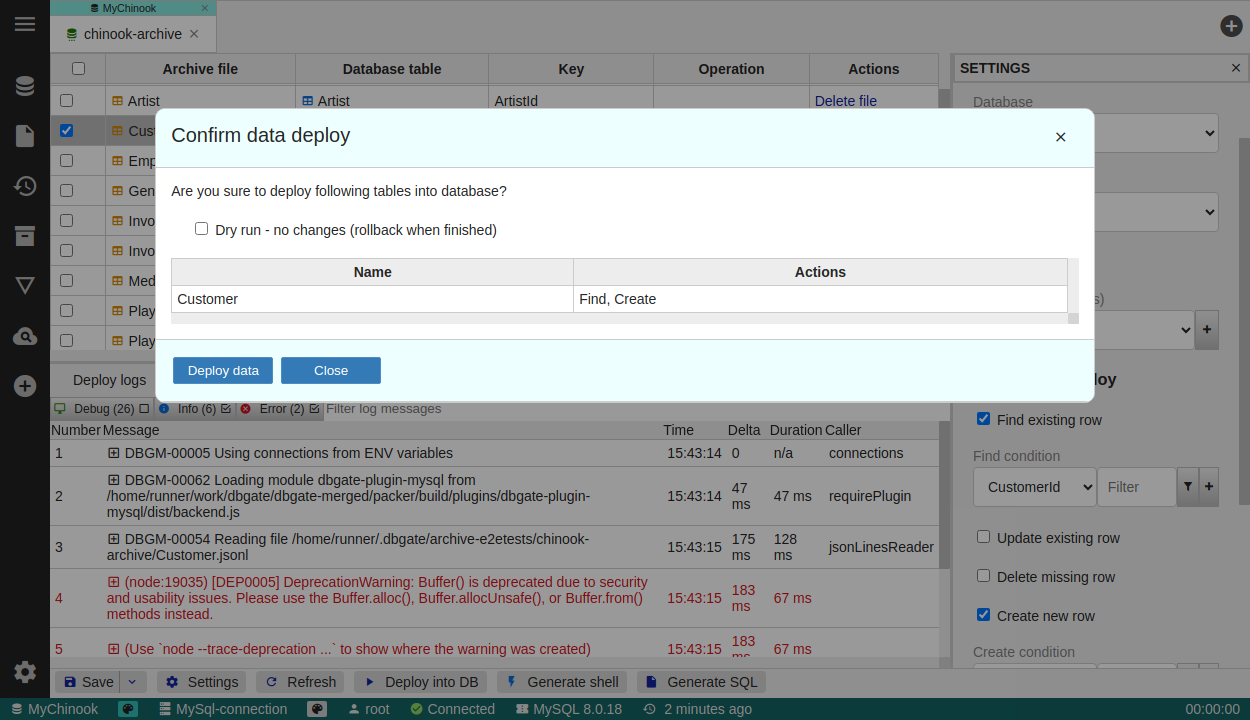 MyChinook
chinook-archive
Archive file Database table Key Operation Actions
Artist Artist ArtistId Delete file
Cus
Emp
Gen
Invo
Invo
Med
Play
Play
SETTINGS
Database
s)
loy
Find existing row
Find condition
CustomerId Filter
Update existing row
Delete missing row
Create new row
Create condition
Confirm data deploy
Are you sure to deploy following tables into database?
Dry run - no changes (rollback when finished)
Name Actions
Customer Find, Create
Deploy data Close
Deploy logs
Debug (26) Info (6) Error (2) Filter log messages
Number Message Time Delta Duration Caller
1 DBGM-00005 Using connections from ENV variables 15:43:14 0 n/a connections
2 DBGM-00062 Loading module dbgate-plugin-mysql from
/home/runner/work/dbgate/dbgate-merged/packer/build/plugins/dbgate-plugin-
mysql/dist/backend.js 15:43:14 47 ms 47 ms requirePlugin
3 DBGM-00054 Reading file /home/runner/.dbgate/archive-e2etests/chinook-
archive/Customer.jsonl 15:43:15 175 ms 128 ms jsonLinesReader
4 (node:19035) [DEP0005] DeprecationWarning: Buffer() is deprecated due to security
and usability issues. Please use the Buffer.alloc(), Buffer.allocUnsafe(), or Buffer.from()
methods instead. 15:43:15 183 ms 67 ms
5 (Use `node --trace-deprecation ...` to show where the warning was created) 15:43:15 183 ms 67 ms
Save Settings Refresh Deploy into DB Generate shell Generate SQL
MyChinook MySql-connection root Connected MySQL 8.0.18 2 minutes ago 00:00:00